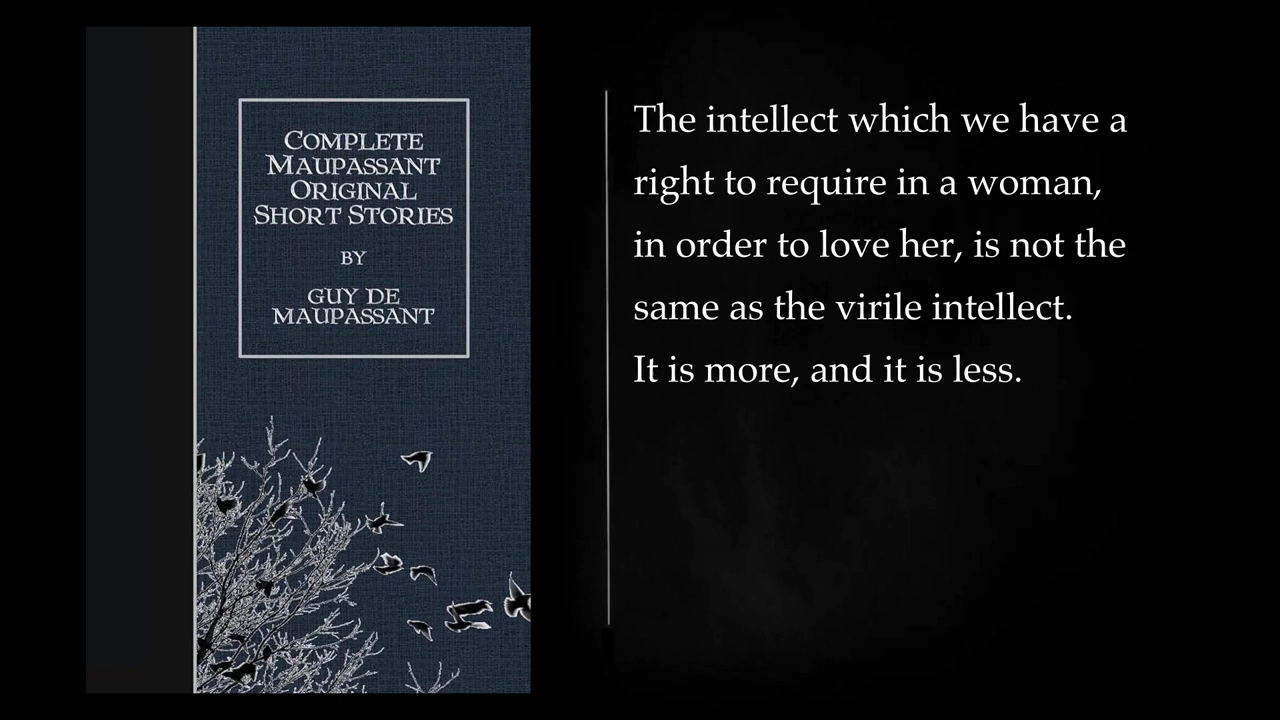 COMPLETE
MAUPASSANT
ORIGINAL
SHORT STORIES
BY
GUY DE
MAUPASSANT
The intellect which we have a
right to require in a woman,
in order to love her, is not the
same as the virile intellect.
It is more, and it is less.